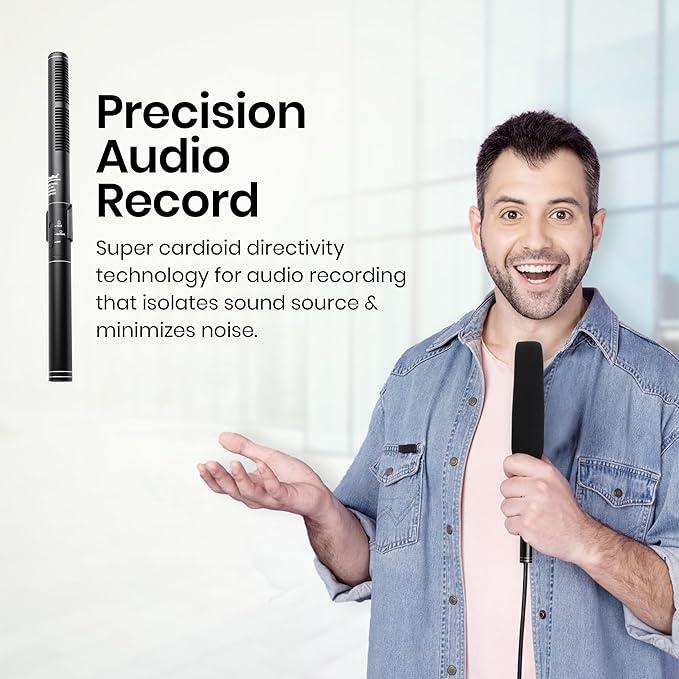 Precision
Audio
Record
Super cardioid directivity
technology for audio recording
that isolates sound source &
minimizes noise.